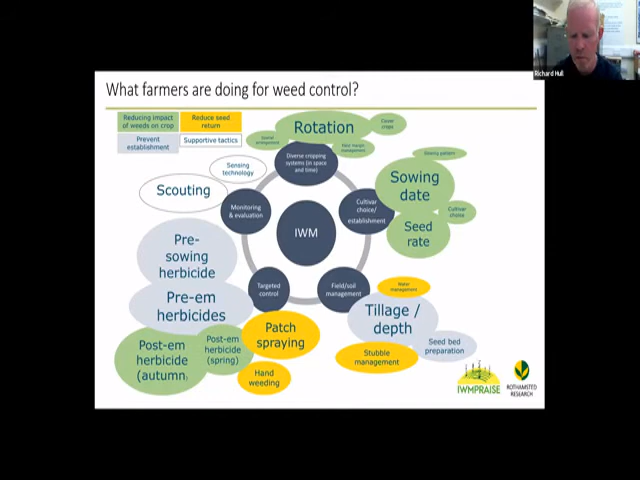 Richard Hull
What farmers are doing for weed control?
Reducing impact
of weeds on crop
Reduce seed
return
Prevent
establishment
Supportive tactics
Rotation
Cover
crops
Spatial
arrangement
Field margin
management
Diverse cropping
systems (in space
and time)
Sensing
technology
Scouting
Monitoring
& evaluation
Cultivar
choice/
establishment
Sowing pattern
Sowing
date
Cultivar
choice
Seed
rate
IWM
Pre-
sowing
herbicide
Pre-em
herbicides
Targeted
control
Field/soil
management
Water
management
Tillage /
depth
Seed bed
preparation
Stubble
management
Patch
spraying
Post-em
herbicide
(spring)
Post-em
herbicide
(autumn)
Hand
weeding
IWMPRAISE
ROTHAMSTED
RESEARCH